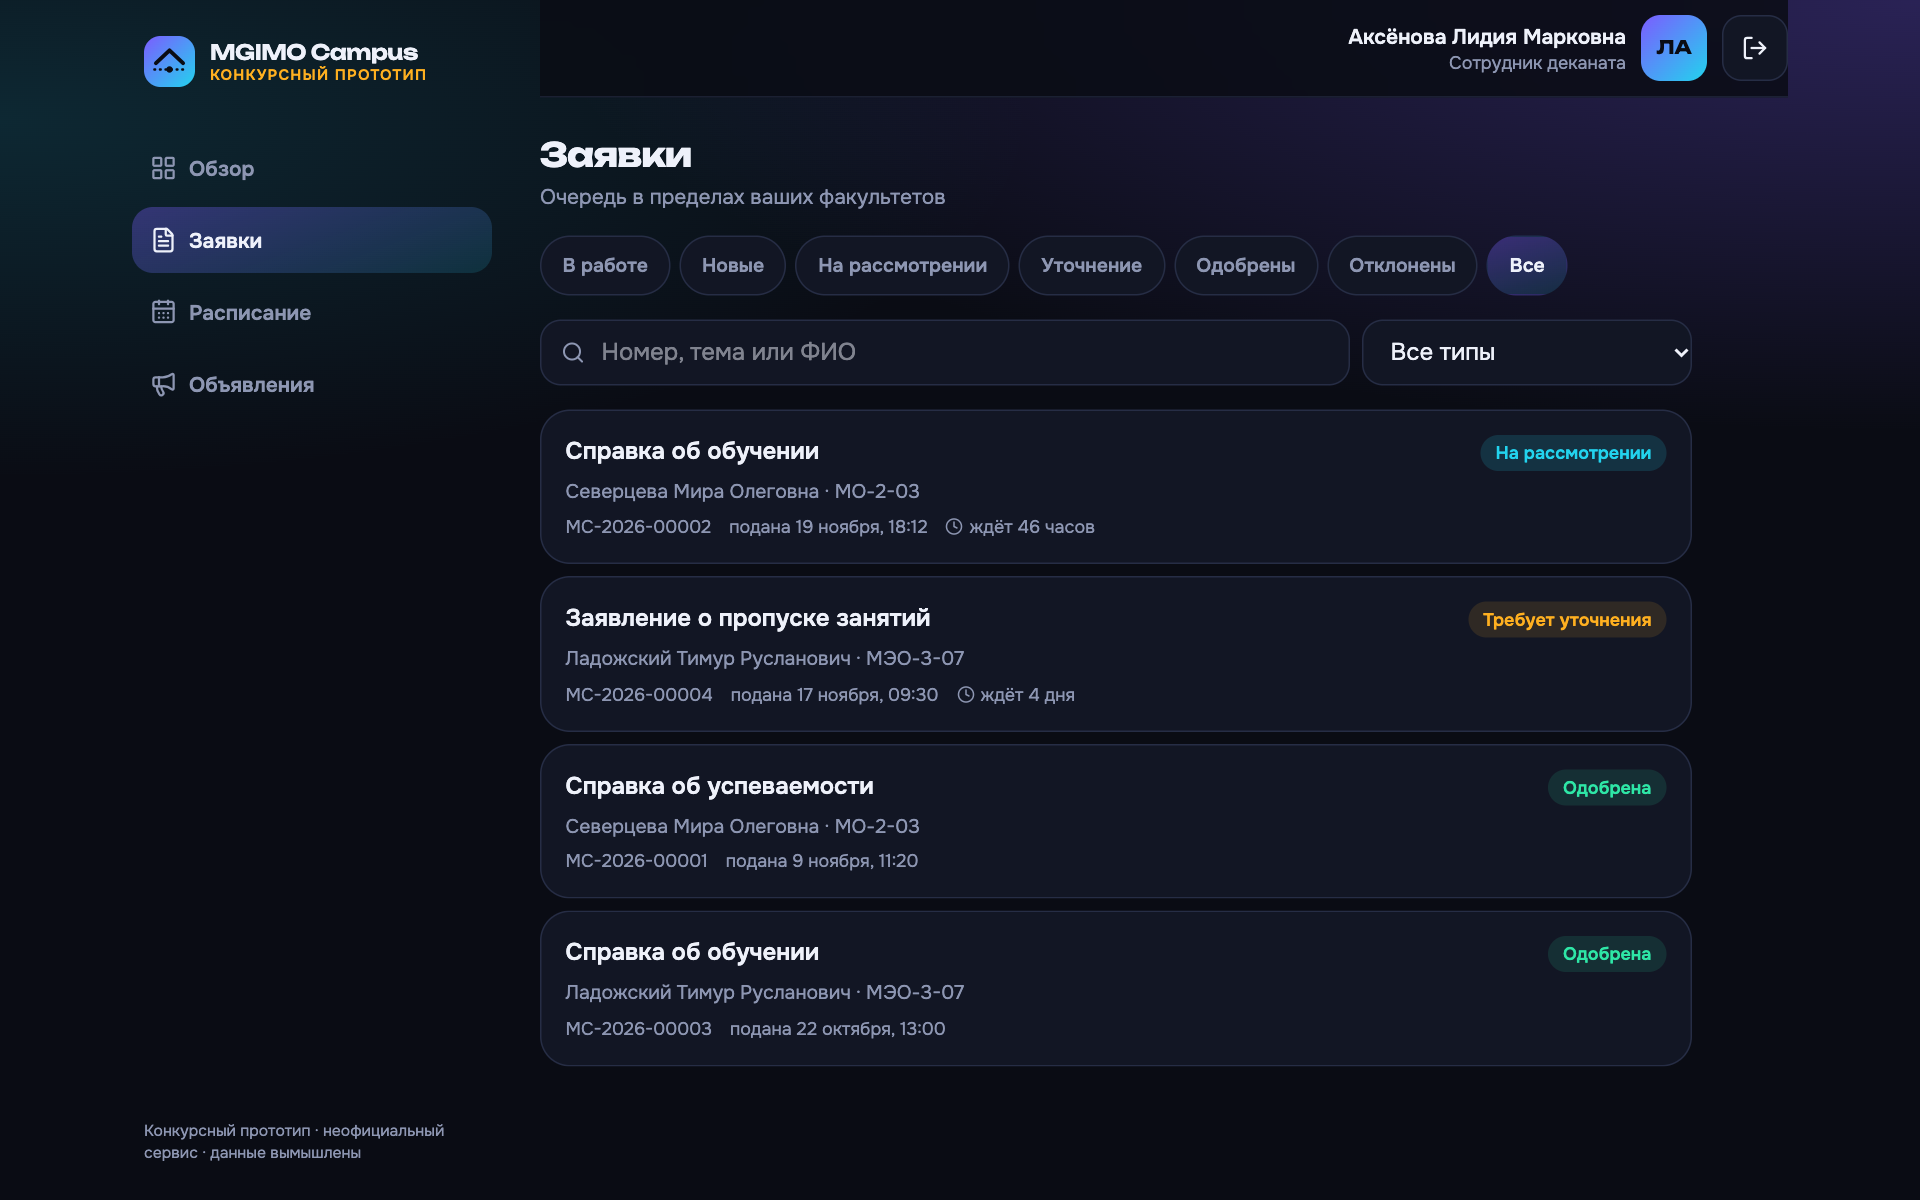 MGIMO Campus
КОНКУРСНЫЙ ПРОТОТИП
Обзор
Заявки
Расписание
Объявления
Конкурсный прототип · неофициальный
сервис · данные вымышлены
Аксёнова Лидия Марковна
Сотрудник деканата
ЛА
Заявки
Очередь в пределах ваших факультетов
В работе
Новые
На рассмотрении
Уточнение
Одобрены
Отклонены
Все
Номер, тема или ФИО
Все типы
Справка об обучении
На рассмотрении
Северцева Мира Олеговна · МО-2-03
МС-2026-00002 подана 19 ноября, 18:12 ждёт 46 часов
Заявление о пропуске занятий
Требует уточнения
Ладожский Тимур Русланович · МЭО-3-07
МС-2026-00004 подана 17 ноября, 09:30 ждёт 4 дня
Справка об успеваемости
Одобрена
Северцева Мира Олеговна · МО-2-03
МС-2026-00001 подана 9 ноября, 11:20
Справка об обучении
Одобрена
Ладожский Тимур Русланович · МЭО-3-07
МС-2026-00003 подана 22 октября, 13:00